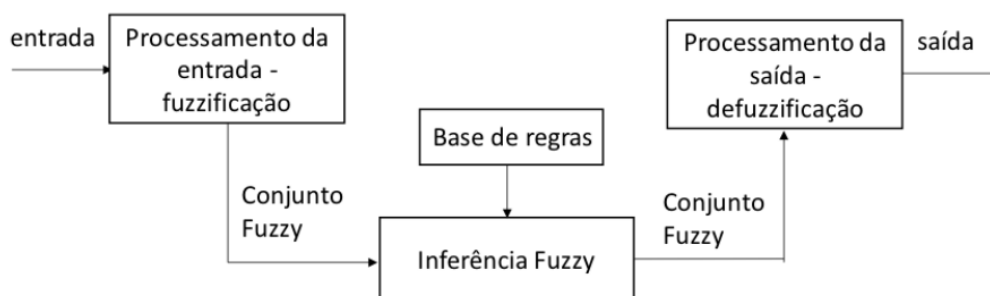 entrada
Processamento da
entrada -
fuzzificação
Processamento da
saída -
defuzzificação
saída
Base de regras
Conjunto
Fuzzy
Inferência Fuzzy
Conjunto
Fuzzy